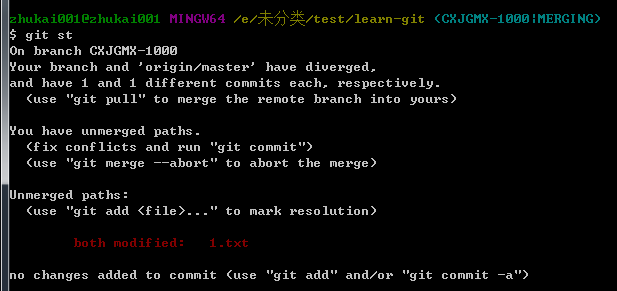 zhukai001@zhukai001 MINGW64 /e/未分类/test/learn-git (CXJGMX-1000|MERGING)
$ git st
On branch CXJGMX-1000
Your branch and 'origin/master' have diverged,
and have 1 and 1 different commits each, respectively.
  (use "git pull" to merge the remote branch into yours)

You have unmerged paths.
  (fix conflicts and run "git commit")
  (use "git merge --abort" to abort the merge)

Unmerged paths:
  (use "git add <file>..." to mark resolution)

        both modified:   1.txt

no changes added to commit (use "git add" and/or "git commit -a")